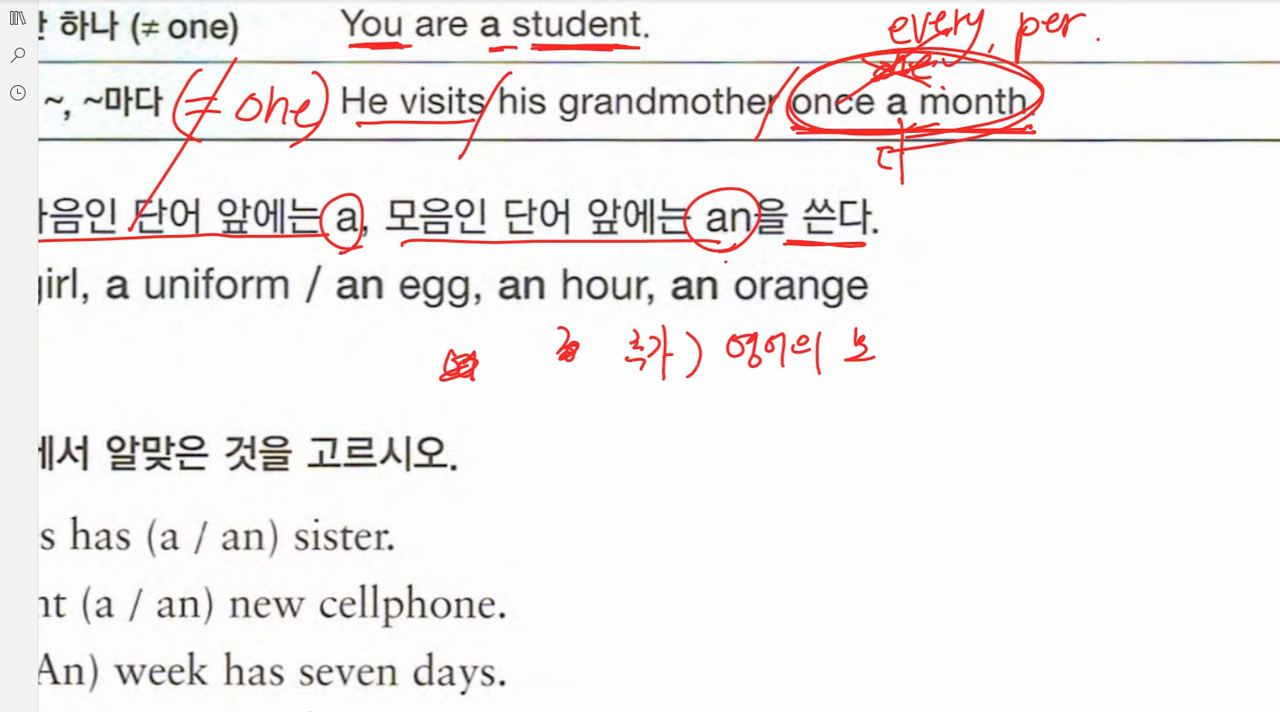 하나 (≠ one) You are a student. every, per.
~, ~마다 (≠ one) He visits his grandmother once a month
음인 단어 앞에는 a, 모음인 단어 앞에는 an을 쓴다.
girl, a uniform / an egg, an hour, an orange
추가) 영어의 모
에서 알맞은 것을 고르시오.
s has (a / an) sister.
nt (a / an) new cellphone.
An) week has seven days.